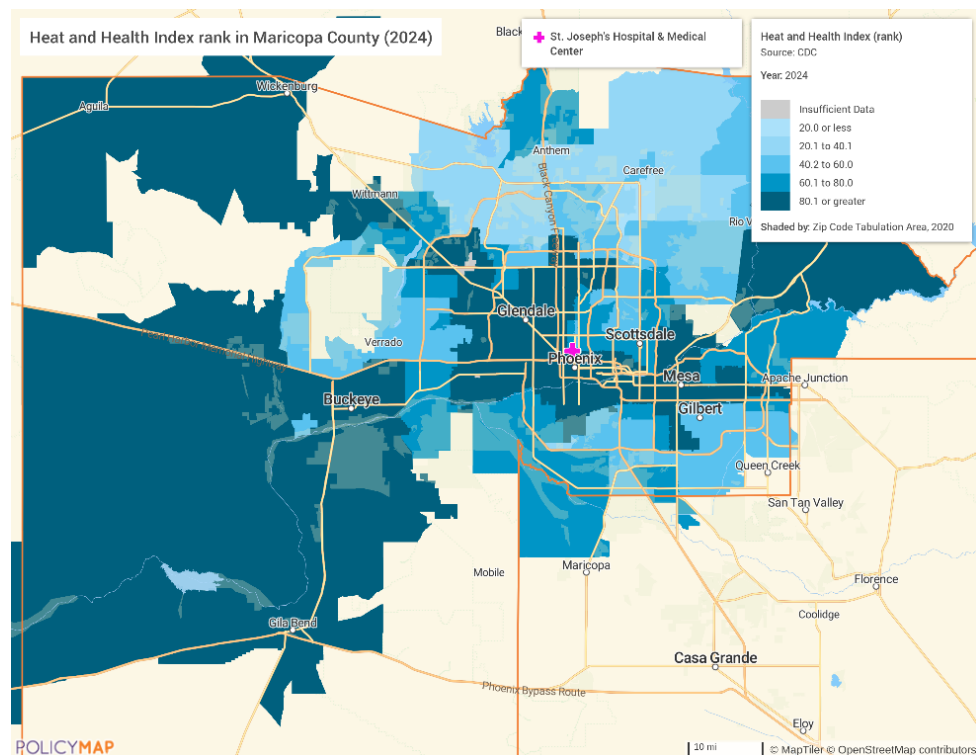 Heat and Health Index rank in Maricopa County (2024)
Black
St. Joseph's Hospital & Medical
Center
Heat and Health Index (rank)
Source: CDC
Year: 2024
Insufficient Data
20.0 or less
20.1 to 40.1
40.2 to 60.0
60.1 to 80.0
80.1 or greater
Shaded by: Zip Code Tabulation Area, 2020
Wickenburg
Aguila
Anthem
Carefree
Black Canyon
Wittmann
Rio V
Glendale
Scottsdale
Verrado
Phoenix
Mesa
Apache Junction
Buckeye
Gilbert
Queen Creek
San Tan Valley
Mobile
Maricopa
Florence
Coolidge
Gila Bend
Casa Grande
Phoenix Bypass Route
Eloy
POLICYMAP
10 mi
© MapTiler © OpenStreetMap contributors